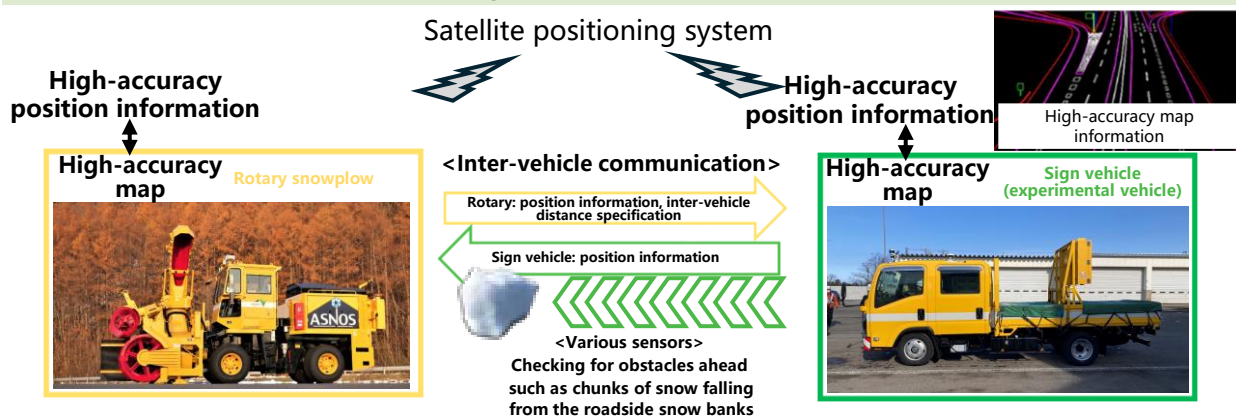 Satellite positioning system
High-accuracy
position information
High-accuracy
map
Rotary snowplow
ASNOS
<Inter-vehicle communication>
Rotary: position information, inter-vehicle
distance specification
Sign vehicle: position information
<Various sensors>
Checking for obstacles ahead
such as chunks of snow falling
from the roadside snow banks
High-accuracy
position information
High-accuracy map
information
High-accuracy
map
Sign vehicle
(experimental vehicle)